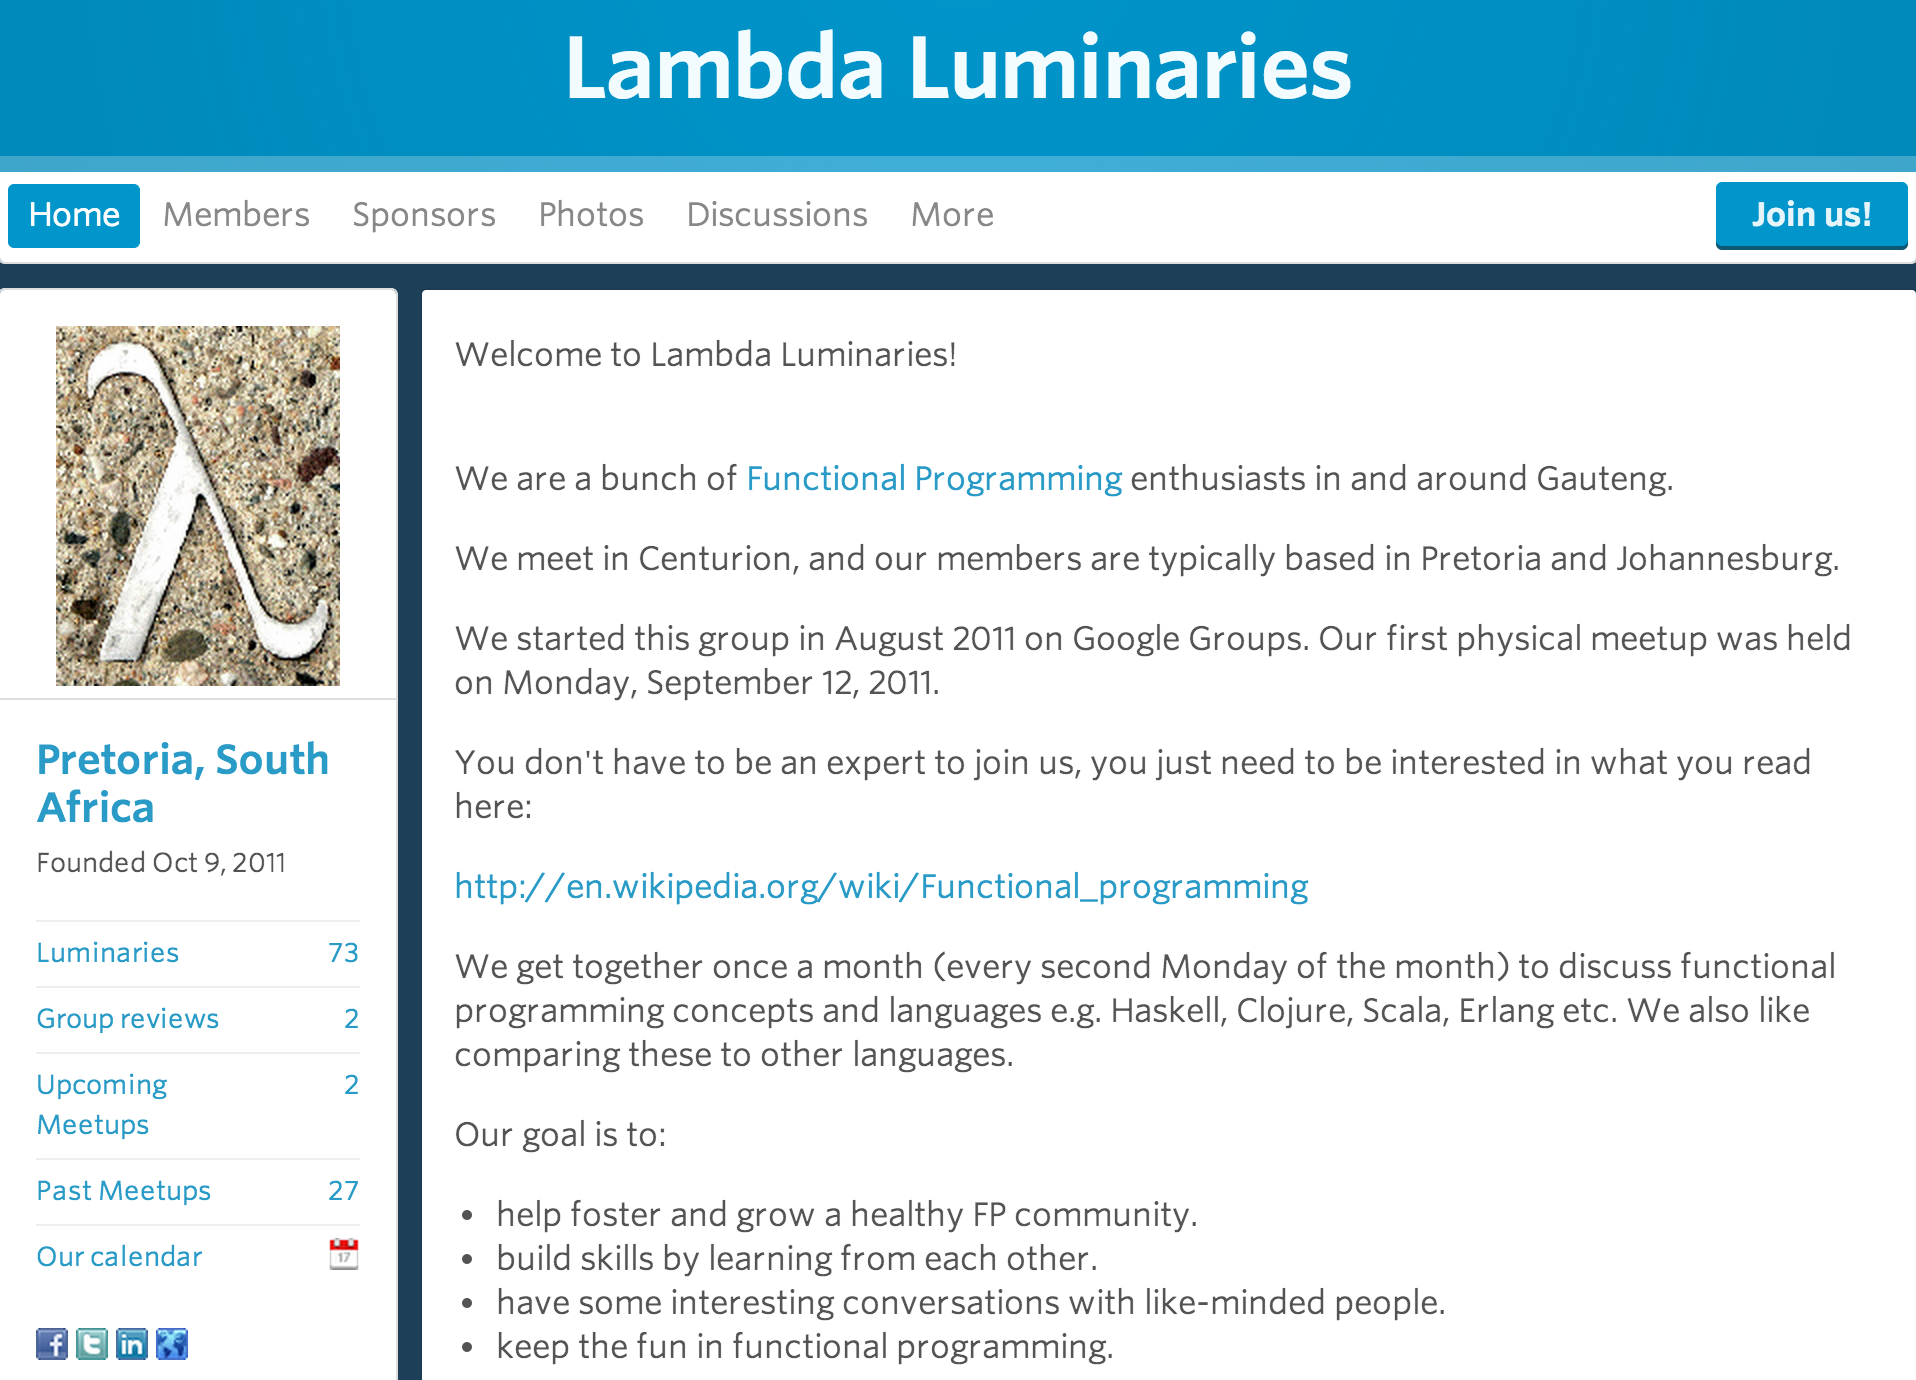 Lambda Luminaries
Home Members Sponsors Photos Discussions More Join us!
Pretoria, South
Africa
Founded Oct 9, 2011
Luminaries 73
Group reviews 2
Upcoming 2
Meetups
Past Meetups 27
Our calendar 17
Welcome to Lambda Luminaries!
We are a bunch of Functional Programming enthusiasts in and around Gauteng.
We meet in Centurion, and our members are typically based in Pretoria and Johannesburg.
We started this group in August 2011 on Google Groups. Our first physical meetup was held
on Monday, September 12, 2011.
You don't have to be an expert to join us, you just need to be interested in what you read
here:
http://en.wikipedia.org/wiki/Functional_programming
We get together once a month (every second Monday of the month) to discuss functional
programming concepts and languages e.g. Haskell, Clojure, Scala, Erlang etc. We also like
comparing these to other languages.
Our goal is to:
• help foster and grow a healthy FP community.
• build skills by learning from each other.
• have some interesting conversations with like-minded people.
• keep the fun in functional programming.